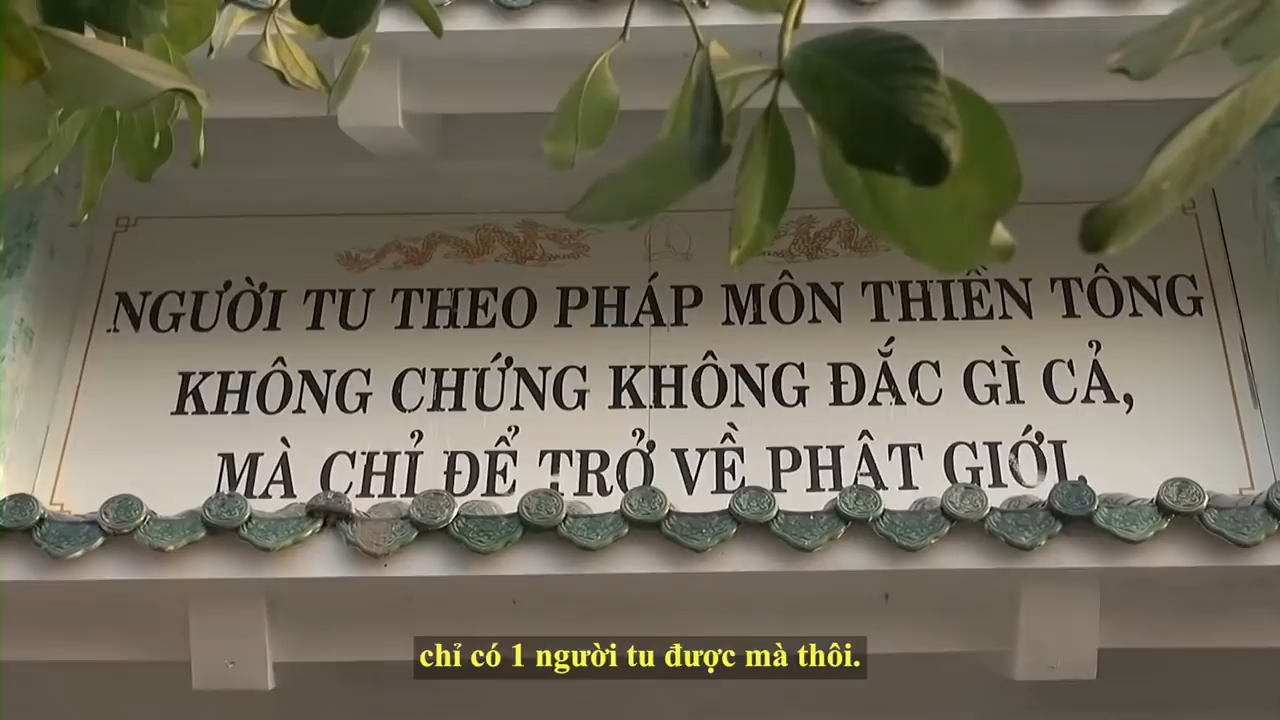 NGƯỜI TU THEO PHÁP MÔN THIỀN TÔNG
KHÔNG CHỨNG KHÔNG ĐẮC GÌ CẢ,
MÀ CHỈ ĐỂ TRỞ VỀ PHẬT GIỚI.
chỉ có 1 người tu được mà thôi.